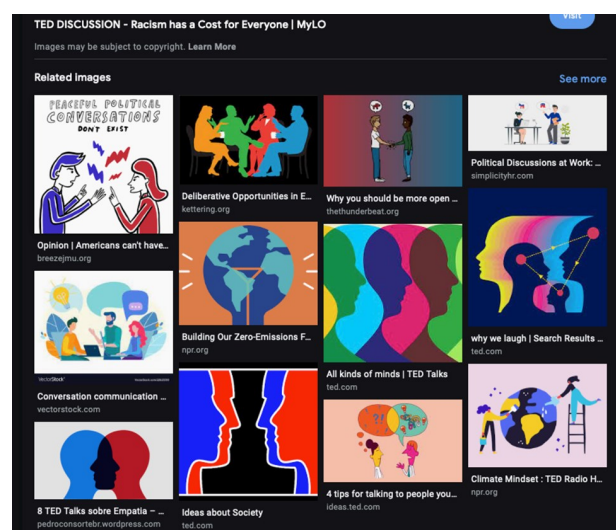 TED DISCUSSION - Racism has a Cost for Everyone | MyLO
Visit
Images may be subject to copyright. Learn More
Related images
See more
PEACEFUL POLITICAL
CONVERSATIONS
DON'T EXIST
Opinion | Americans can't have...
breezejmu.org
Deliberative Opportunities in E...
kettering.org
Why you should be more open ...
thethunderbeat.org
Political Discussions at Work: ...
simplicityhr.com
VectorStock
Conversation communication ...
vectorstock.com
Building Our Zero-Emissions F...
npr.org
All kinds of minds | TED Talks
ted.com
why we laugh | Search Results ...
ted.com
8 TED Talks sobre Empatia – ...
pedroconsortebr.wordpress.com
Ideas about Society
ted.com
?!
4 tips for talking to people you...
ideas.ted.com
Climate Mindset : TED Radio H...
npr.org